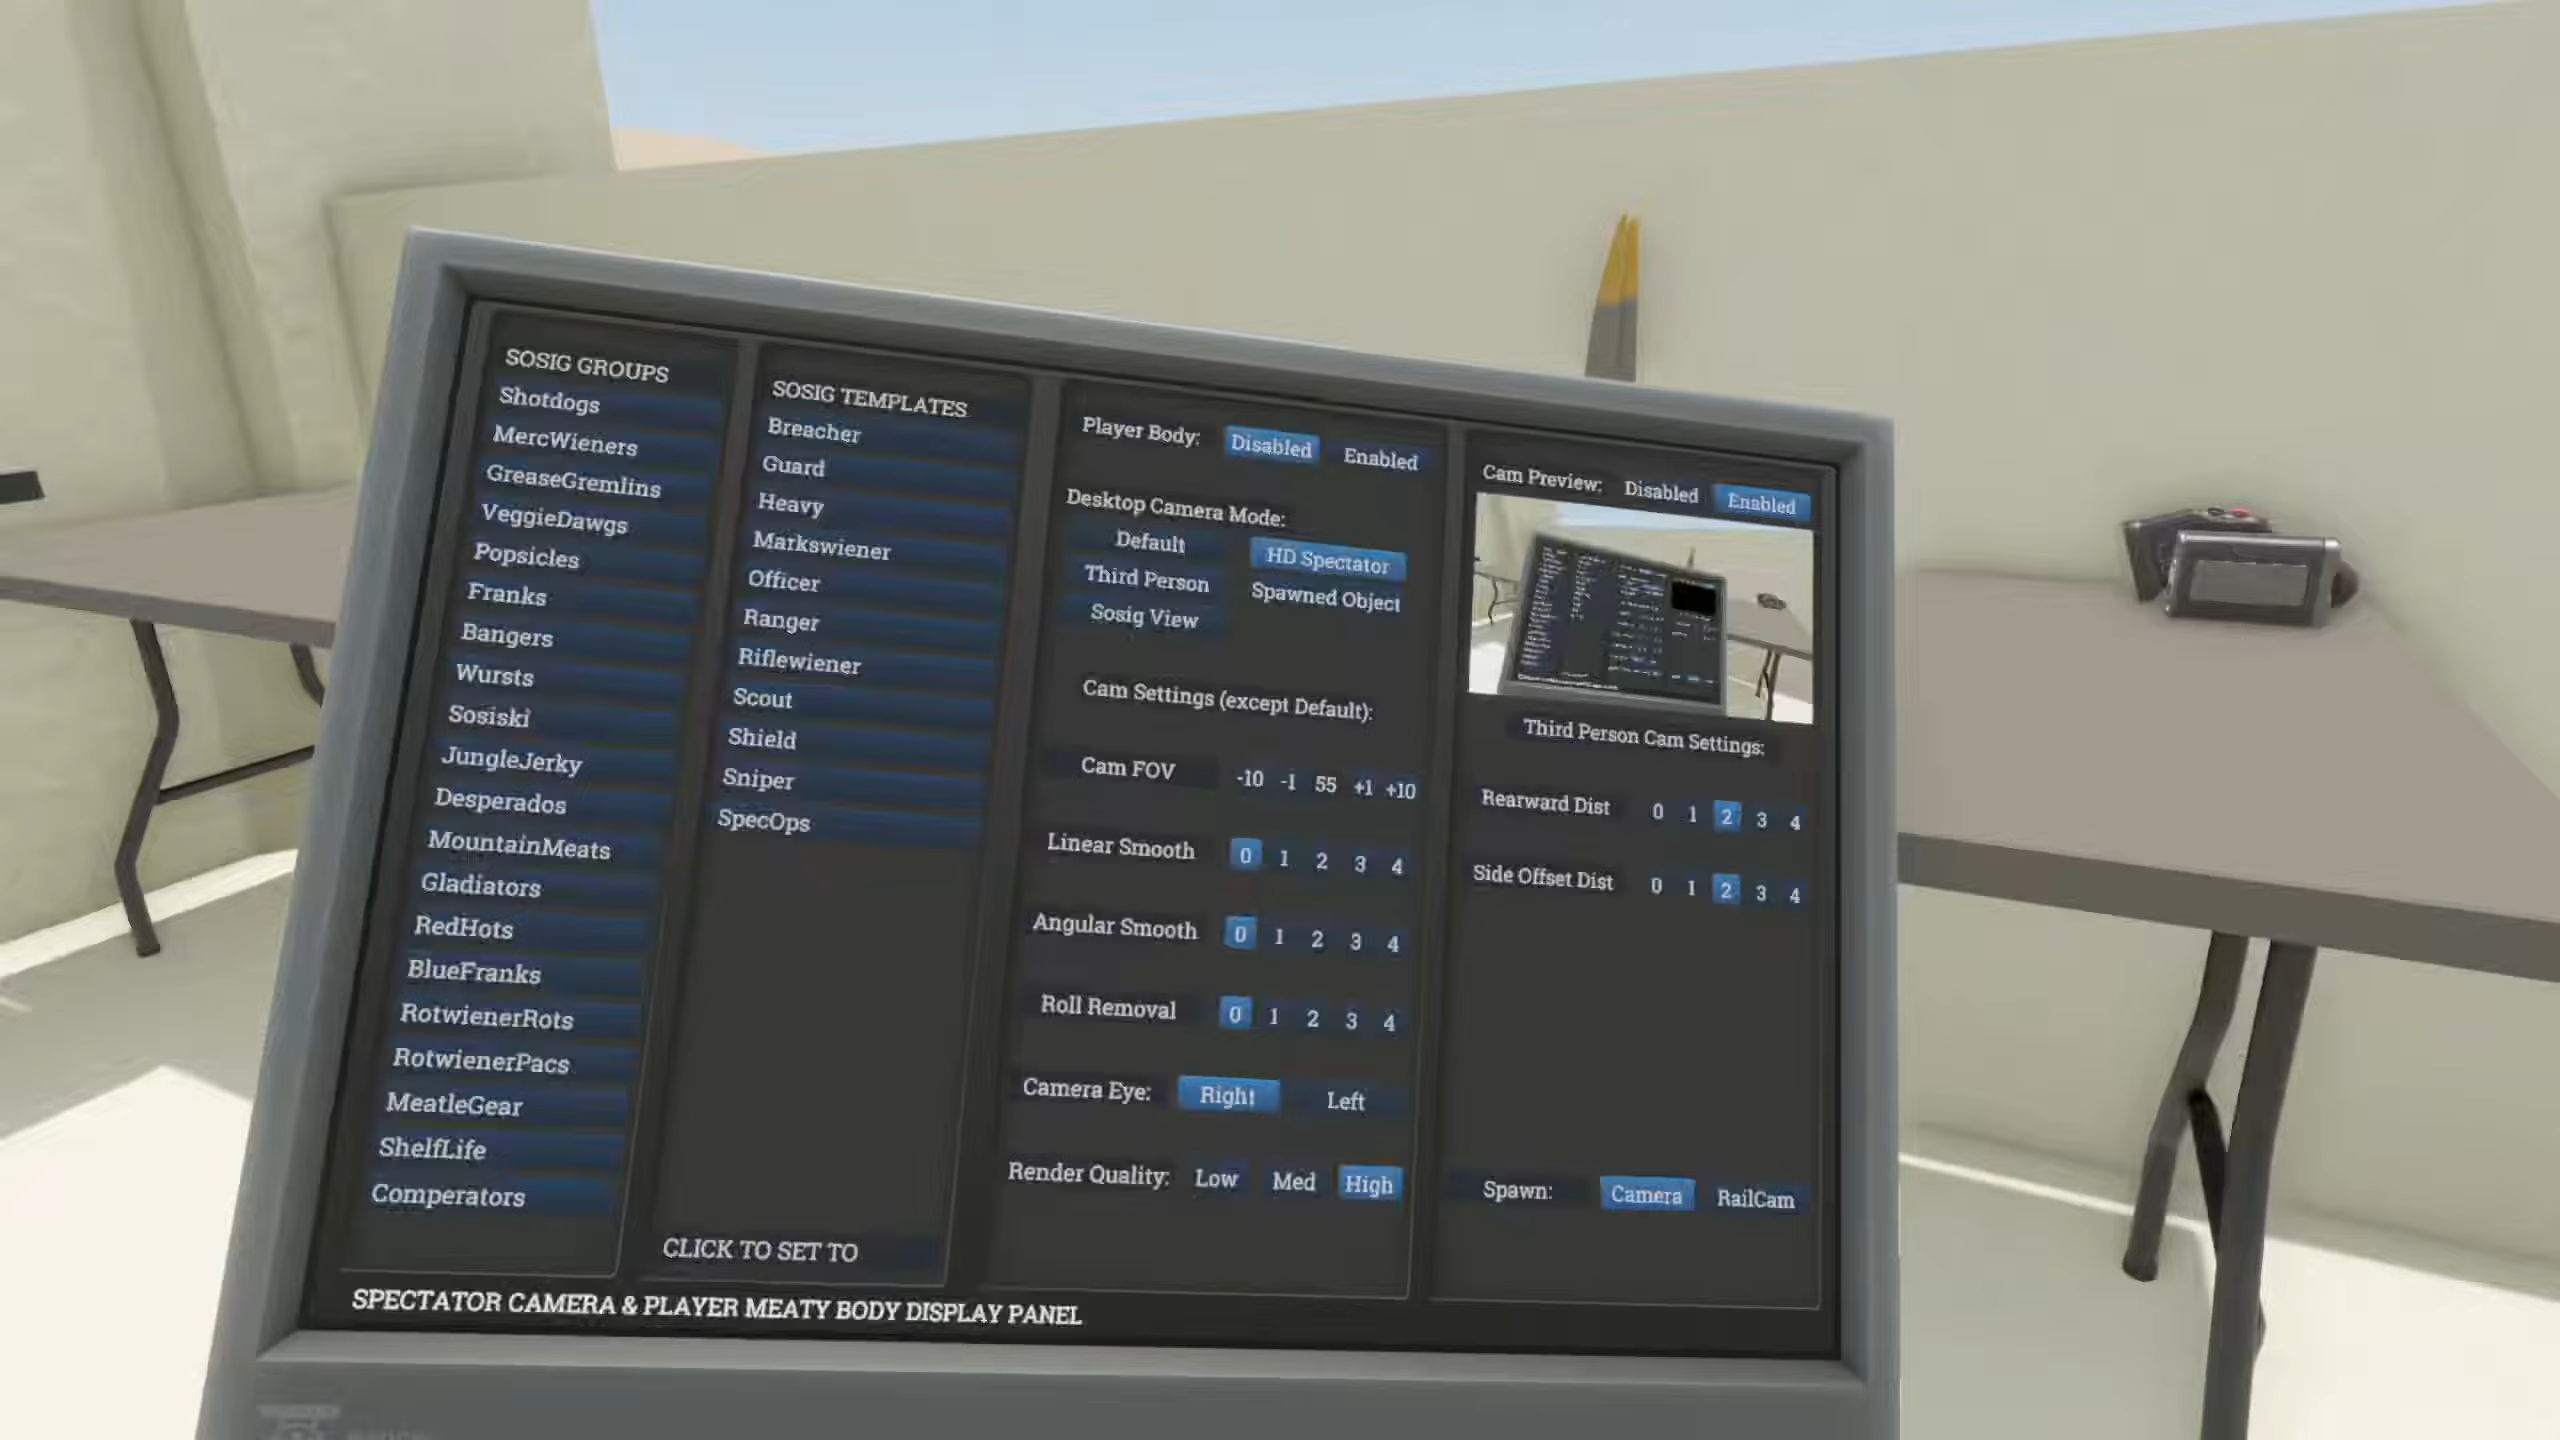 SOSIG GROUPS
Shotdogs
MercWieners
GreaseGremlins
VeggieDawgs
Popsicles
Franks
Bangers
Wursts
Sosiski
JungleJerky
Desperados
MountainMeats
Gladiators
RedHots
BlueFranks
RotwienerRots
RotwienerPacs
MeatleGear
ShelfLife
Comperators
SOSIG TEMPLATES
Breacher
Guard
Heavy
Markswiener
Officer
Ranger
Riflewiener
Scout
Shield
Sniper
SpecOps
CLICK TO SET TO
Player Body: Disabled Enabled
Desktop Camera Mode:
Default HD Spectator
Third Person Spawned Object
Sosig View
Cam Settings (except Default):
Cam FOV -10 -1 55 +1 +10
Linear Smooth 0 1 2 3 4
Angular Smooth 0 1 2 3 4
Roll Removal 0 1 2 3 4
Camera Eye: Right Left
Render Quality: Low Med High
Cam Preview: Disabled Enabled
Third Person Cam Settings:
Rearward Dist 0 1 2 3 4
Side Offset Dist 0 1 2 3 4
Spawn: Camera RailCam
SPECTATOR CAMERA & PLAYER MEATY BODY DISPLAY PANEL